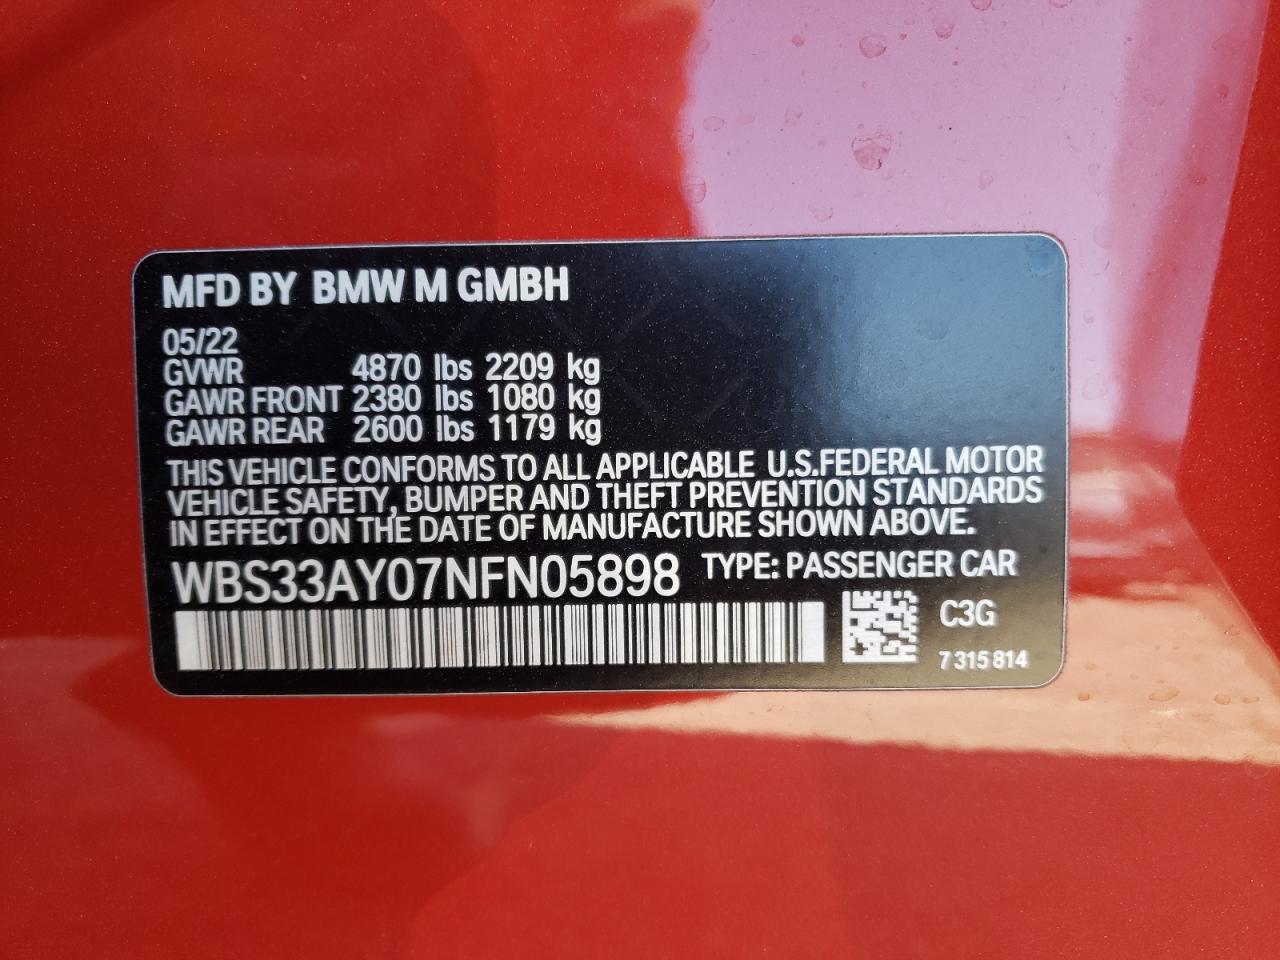 MFD BY BMW M GMBH
05/22
GVWR 4870 lbs 2209 kg
GAWR FRONT 2380 lbs 1080 kg
GAWR REAR 2600 lbs 1179 kg
THIS VEHICLE CONFORMS TO ALL APPLICABLE U.S.FEDERAL MOTOR
VEHICLE SAFETY, BUMPER AND THEFT PREVENTION STANDARDS
IN EFFECT ON THE DATE OF MANUFACTURE SHOWN ABOVE.
WBS33AY07NFN05898 TYPE: PASSENGER CAR
C3G
7 315 814